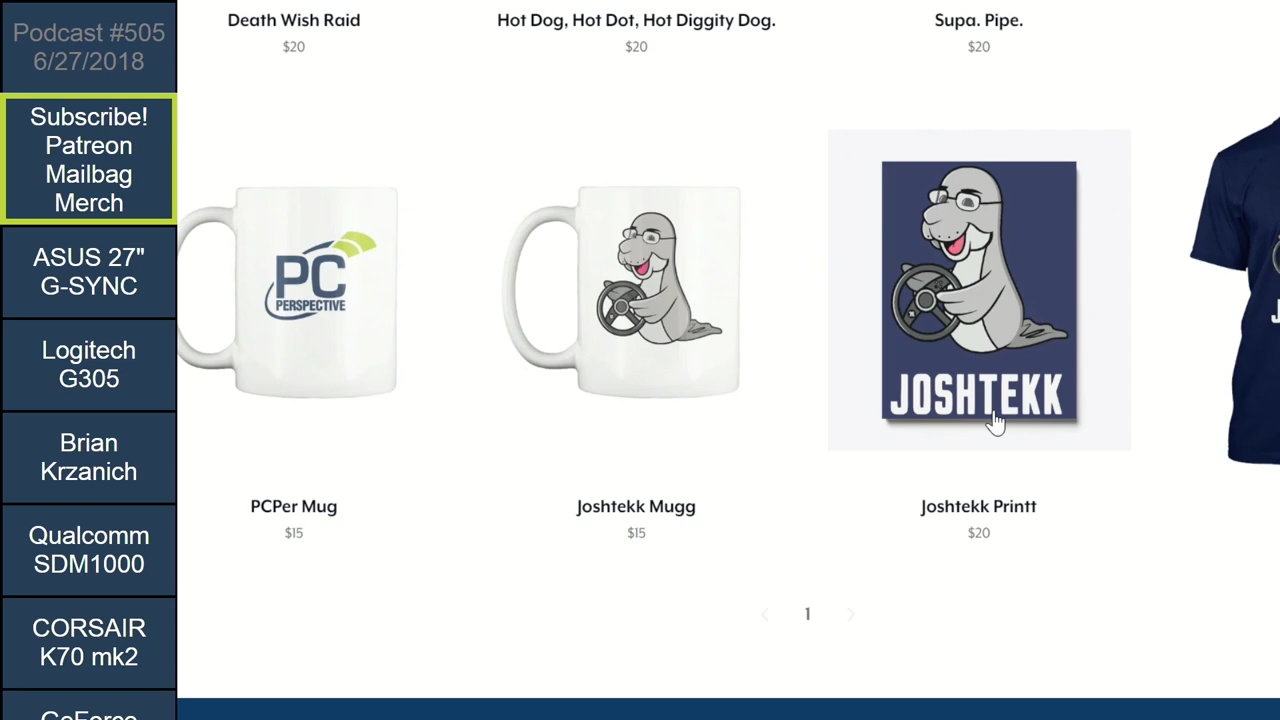 Podcast #505
6/27/2018
Subscribe!
Patreon
Mailbag
Merch
ASUS 27"
G-SYNC
Logitech
G305
Brian
Krzanich
Qualcomm
SDM1000
CORSAIR
K70 mk2
GeForce
Death Wish Raid
$20
Hot Dog, Hot Dot, Hot Diggity Dog.
$20
Supa. Pipe.
$20
PC
PERSPECTIVE
JOSHTEKK
J
PCPer Mug
$15
Joshtekk Mugg
$15
Joshtekk Printt
$20
1